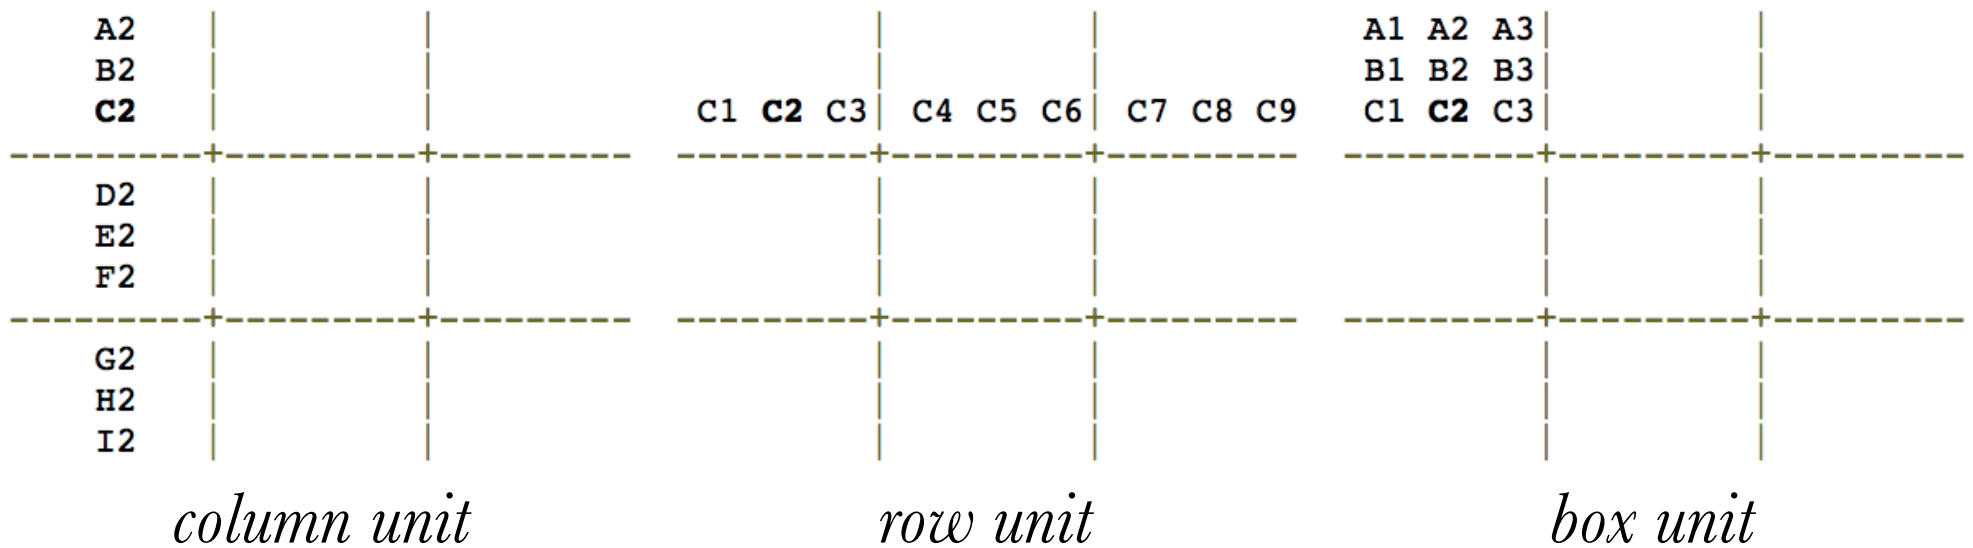 A2 | | | | A1 A2 A3| |
B2 | | | | B1 B2 B3| |
C2 | | C1 C2 C3| C4 C5 C6| C7 C8 C9 C1 C2 C3| |
---------+---------+--------- ---------+---------+--------- ---------+---------+---------
D2 | | | | | |
E2 | | | | | |
F2 | | | | | |
---------+---------+--------- ---------+---------+--------- ---------+---------+---------
G2 | | | | | |
H2 | | | | | |
I2 | | | | | |
column unit row unit box unit